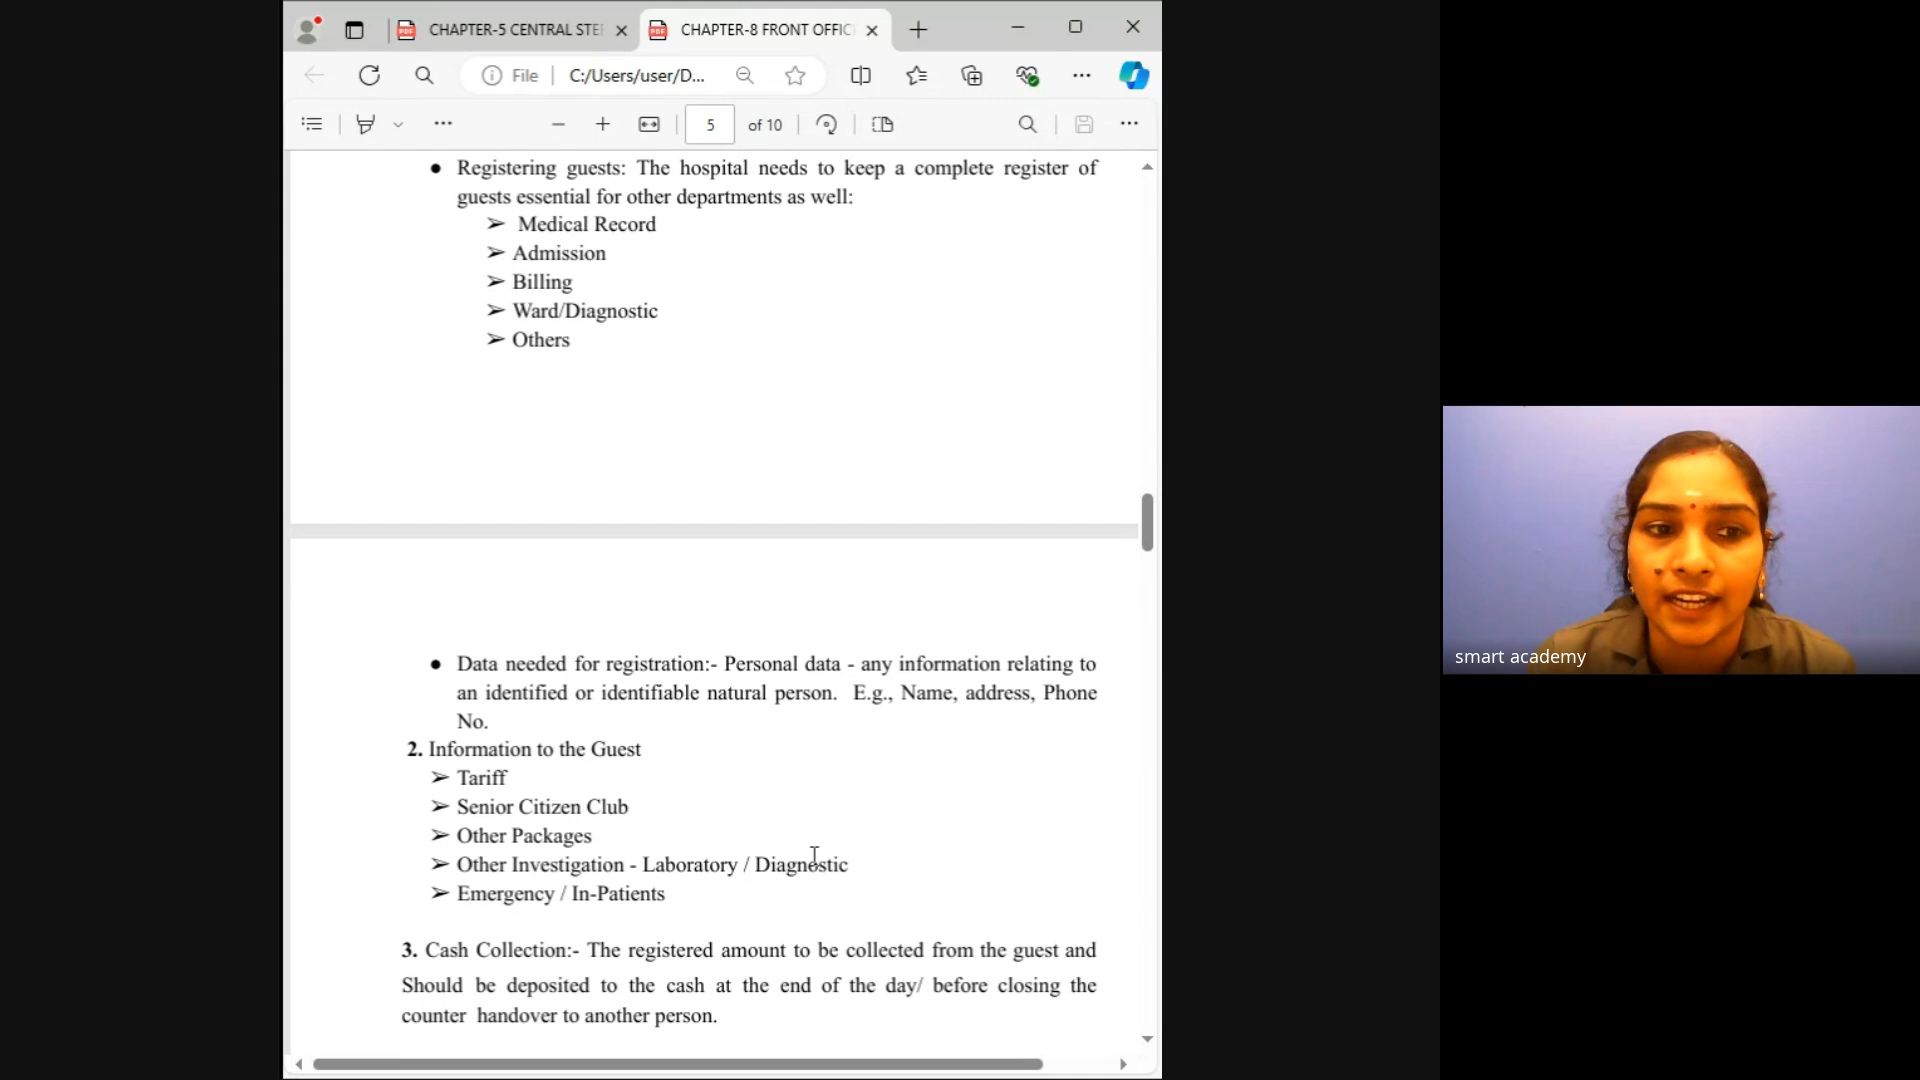 CHAPTER-5 CENTRAL STE
CHAPTER-8 FRONT OFFIC
File
C:/Users/user/D...
5 of 10
● Registering guests: The hospital needs to keep a complete register of
guests essential for other departments as well:
➢ Medical Record
➢ Admission
➢ Billing
➢ Ward/Diagnostic
➢ Others
● Data needed for registration:- Personal data - any information relating to
an identified or identifiable natural person. E.g., Name, address, Phone
No.
2. Information to the Guest
➢ Tariff
➢ Senior Citizen Club
➢ Other Packages
➢ Other Investigation - Laboratory / Diagnostic
➢ Emergency / In-Patients
3. Cash Collection:- The registered amount to be collected from the guest and
Should be deposited to the cash at the end of the day/ before closing the
counter handover to another person.
smart academy